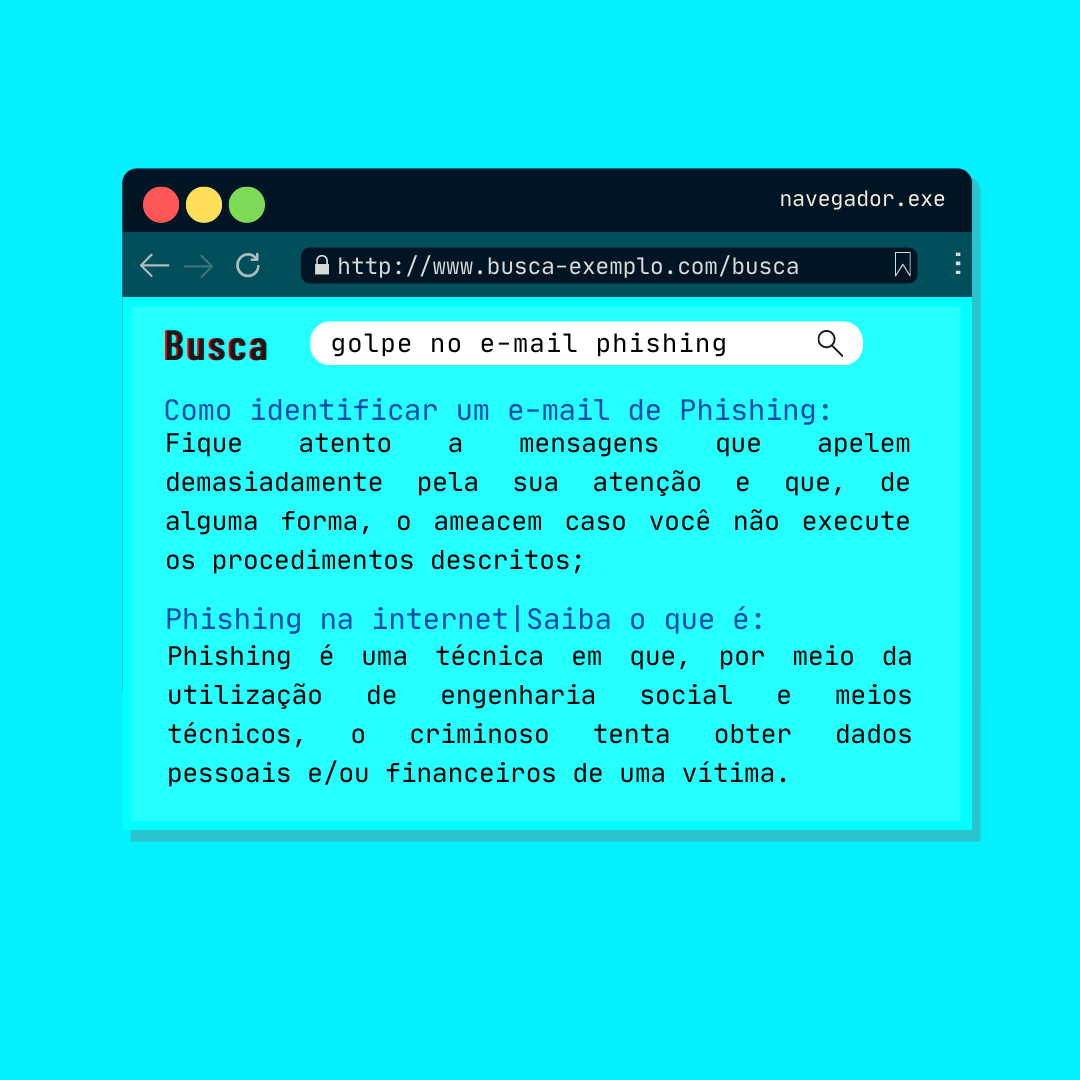 navegador.exe
http://www.busca-exemplo.com/busca
Busca
golpe no e-mail phishing
Como identificar um e-mail de Phishing:
Fique atento a mensagens que apelem
demasiadamente pela sua atenção e que, de
alguma forma, o ameacem caso você não execute
os procedimentos descritos;
Phishing na internet|Saiba o que é:
Phishing é uma técnica em que, por meio da
utilização de engenharia social e meios
técnicos, o criminoso tenta obter dados
pessoais e/ou financeiros de uma vítima.